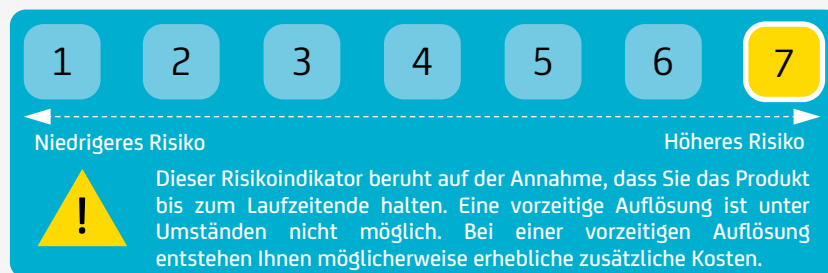 1 2 3 4 5 6 7
Niedrigeres Risiko Höheres Risiko
!
Dieser Risikoindikator beruht auf der Annahme, dass Sie das Produkt
bis zum Laufzeitende halten. Eine vorzeitige Auflösung ist unter
Umständen nicht möglich. Bei einer vorzeitigen Auflösung
entstehen Ihnen möglicherweise erhebliche zusätzliche Kosten.